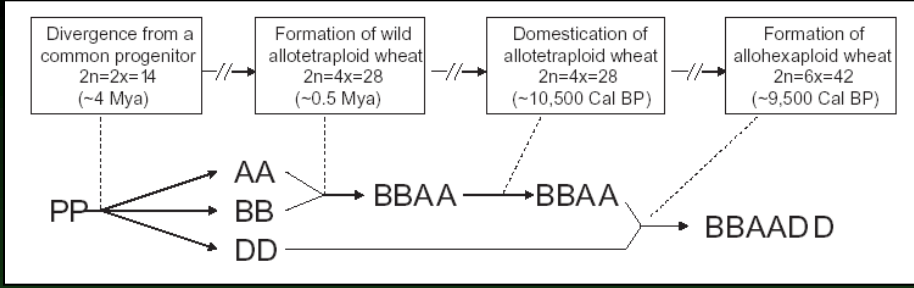 Divergence from a
common progenitor
2n=2x=14
(~4 Mya)
Formation of wild
allotetraploid wheat
2n=4x=28
(~0.5 Mya)
Domestication of
allotetraploid wheat
2n=4x=28
(~10,500 Cal BP)
Formation of
allohexaploid wheat
2n=6x=42
(~9,500 Cal BP)
PP
AA
BB
DD
BBAA
BBAA
BBAADD